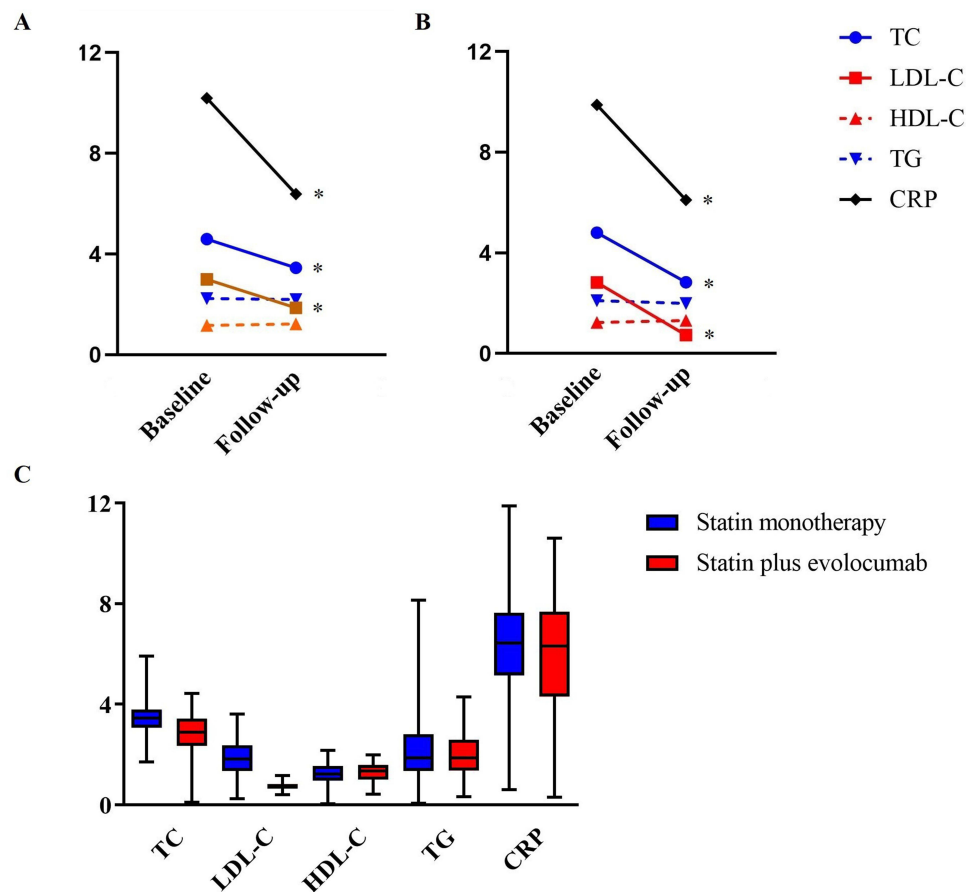 A
12
8
4
0
*
*
*
Baseline
Follow-up
B
12
8
4
0
*
*
*
Baseline
Follow-up
TC
LDL-C
HDL-C
TG
CRP
C
12
8
4
0
TC
LDL-C
HDL-C
TG
CRP
Statin monotherapy
Statin plus evolocumab